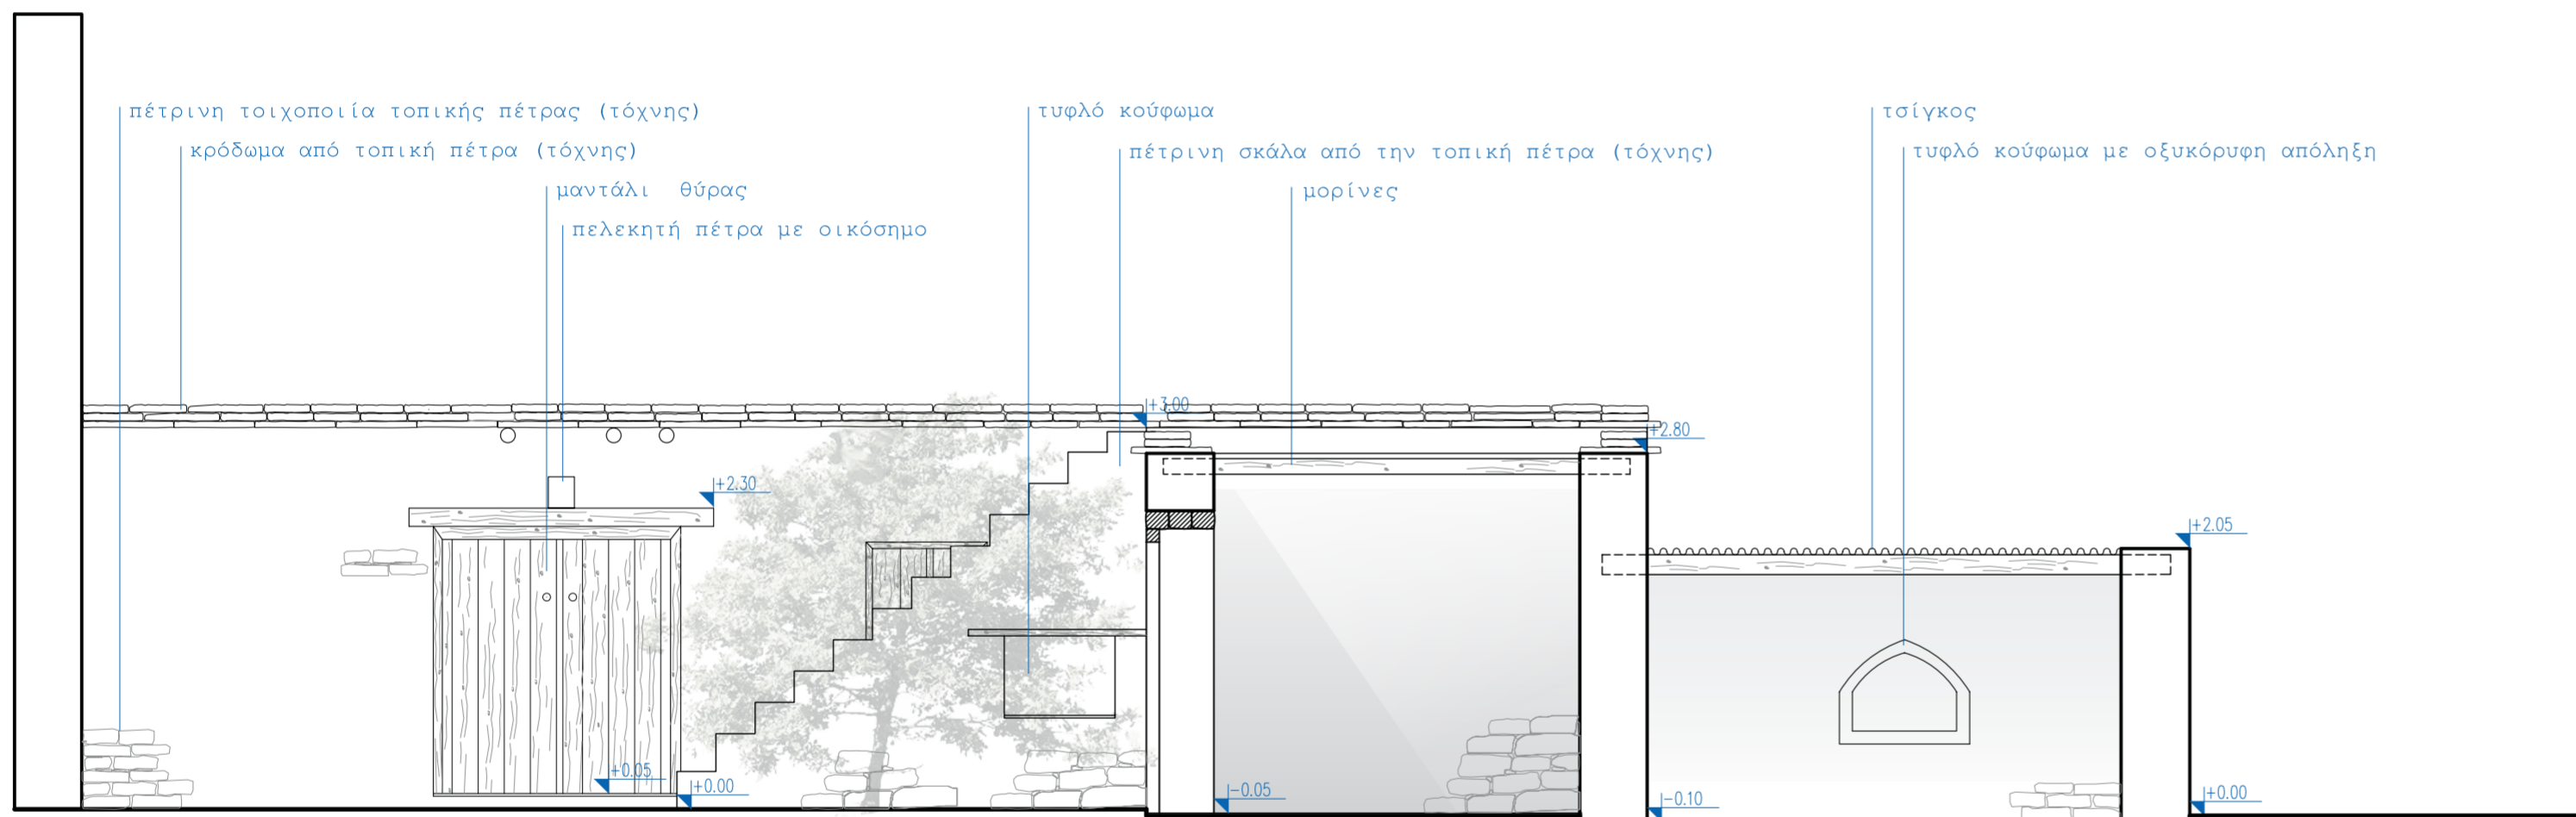 πέτρινη τοιχοποιία τοπικής πέτρας (τόχνης)
κρόδωμα από τοπική πέτρα (τόχνης)
μαντάλι θύρας
πελεκητή πέτρα με οικόσημο
τυφλό κούφωμα
πέτρινη σκάλα από την τοπική πέτρα (τόχνης)
μορίνες
τσίγκος
τυφλό κούφωμα με οξυκόρυφη απόληξη
+3.00
+2.80
+2.30
+2.05
+0.05
+0.00
-0.05
-0.10
+0.00